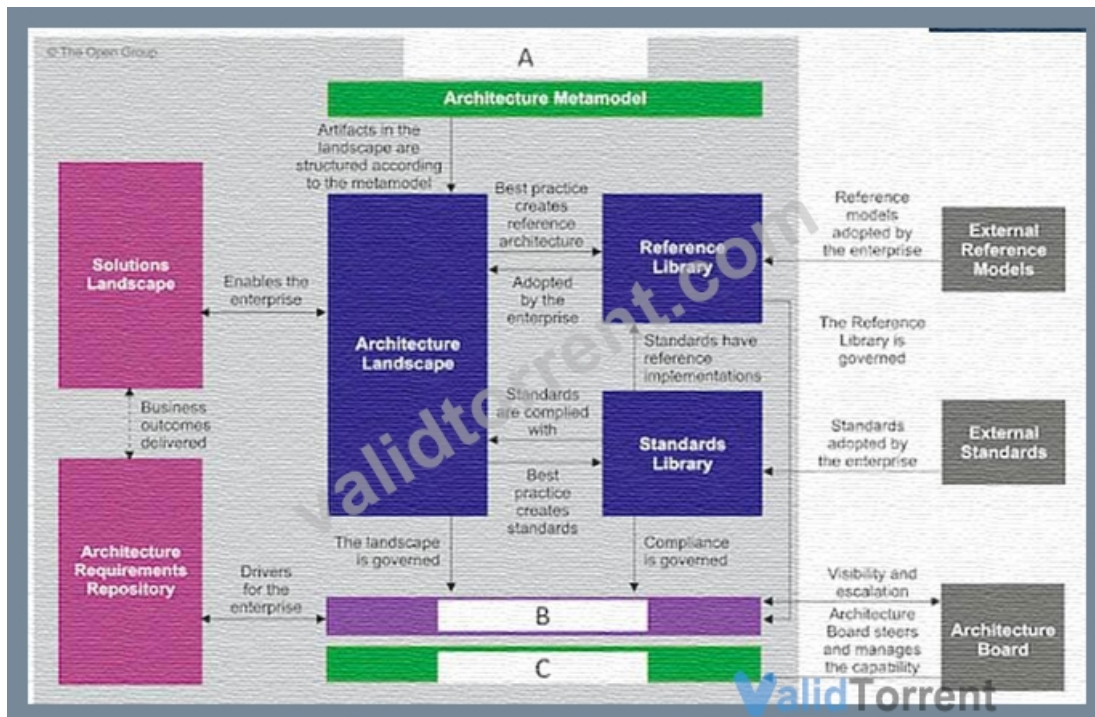 © The Open Group
A
Architecture Metamodel
Artifacts in the
landscape are
structured according
to the metamodel
Best practice
creates
reference
architecture
Reference
models
adopted by
the enterprise
External
Reference
Models
Solutions
Landscape
Enables the
enterprise
Reference
Library
Adopted
by the
enterprise
Architecture
Landscape
Standards have
reference
implementations
The Reference
Library is
governed
Business
outcomes
delivered
Standards
are complied
with
Standards
Library
Standards
adopted by
the enterprise
External
Standards
Best
practice
creates
standards
Architecture
Requirements
Repository
The landscape
is governed
Compliance
is governed
Drivers
for the
enterprise
Visibility and
escalation
B
Architecture
Board steers
and manages
the capability
Architecture
Board
C
validtorrent.com
ValidTorrent